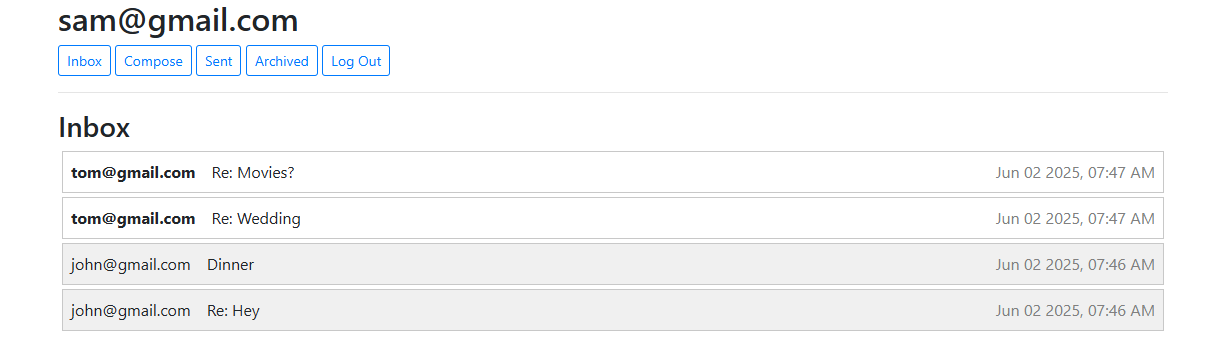 sam@gmail.com
Inbox Compose Sent Archived Log Out
Inbox
tom@gmail.com Re: Movies? Jun 02 2025, 07:47 AM
tom@gmail.com Re: Wedding Jun 02 2025, 07:47 AM
john@gmail.com Dinner Jun 02 2025, 07:46 AM
john@gmail.com Re: Hey Jun 02 2025, 07:46 AM